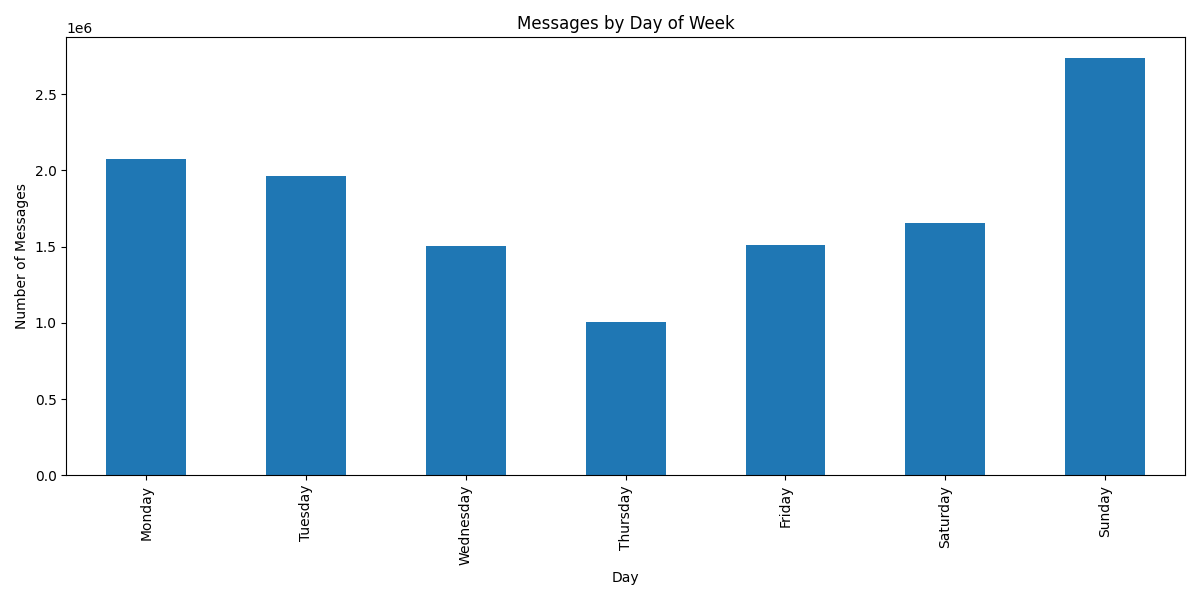 Messages by Day of Week
1e6
2.5
2.0
1.5
1.0
0.5
0.0
Number of Messages
Monday
Tuesday
Wednesday
Thursday
Friday
Saturday
Sunday
Day